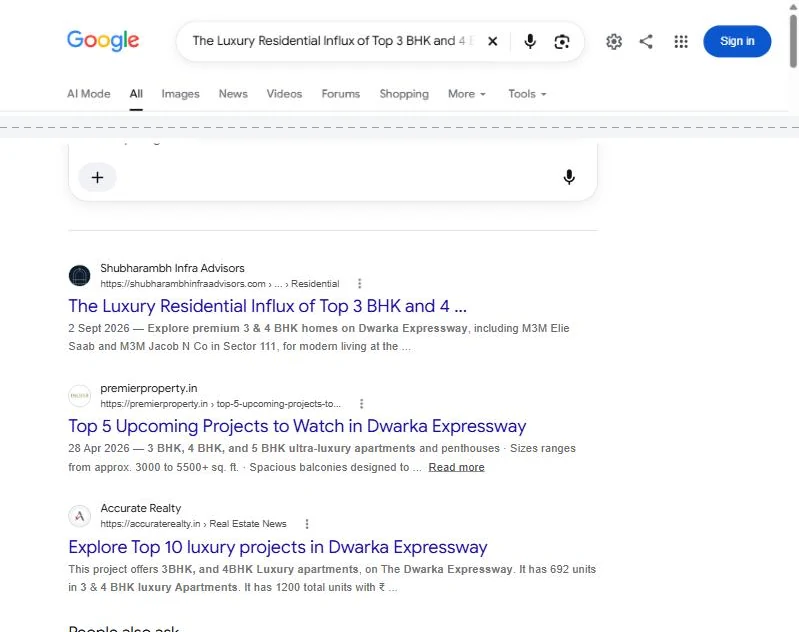 Google
The Luxury Residential Influx of Top 3 BHK and 4
Sign in
AI Mode All Images News Videos Forums Shopping More Tools
Shubharambh Infra Advisors
https://shubharambhinfraadvisors.com › ... › Residential
The Luxury Residential Influx of Top 3 BHK and 4 ...
2 Sept 2026 — Explore premium 3 & 4 BHK homes on Dwarka Expressway, including M3M Elie
Saab and M3M Jacob N Co in Sector 111, for modern living at the ...
premierproperty.in
https://premierproperty.in › top-5-upcoming-projects-to...
Top 5 Upcoming Projects to Watch in Dwarka Expressway
28 Apr 2026 — 3 BHK, 4 BHK, and 5 BHK ultra-luxury apartments and penthouses · Sizes ranges
from approx. 3000 to 5500+ sq. ft. · Spacious balconies designed to ... Read more
Accurate Realty
https://accuraterealty.in › Real Estate News
Explore Top 10 luxury projects in Dwarka Expressway
This project offers 3BHK, and 4BHK Luxury apartments, on The Dwarka Expressway. It has 692 units
in 3 & 4 BHK luxury Apartments. It has 1200 total units with ₹ ...
People also ask